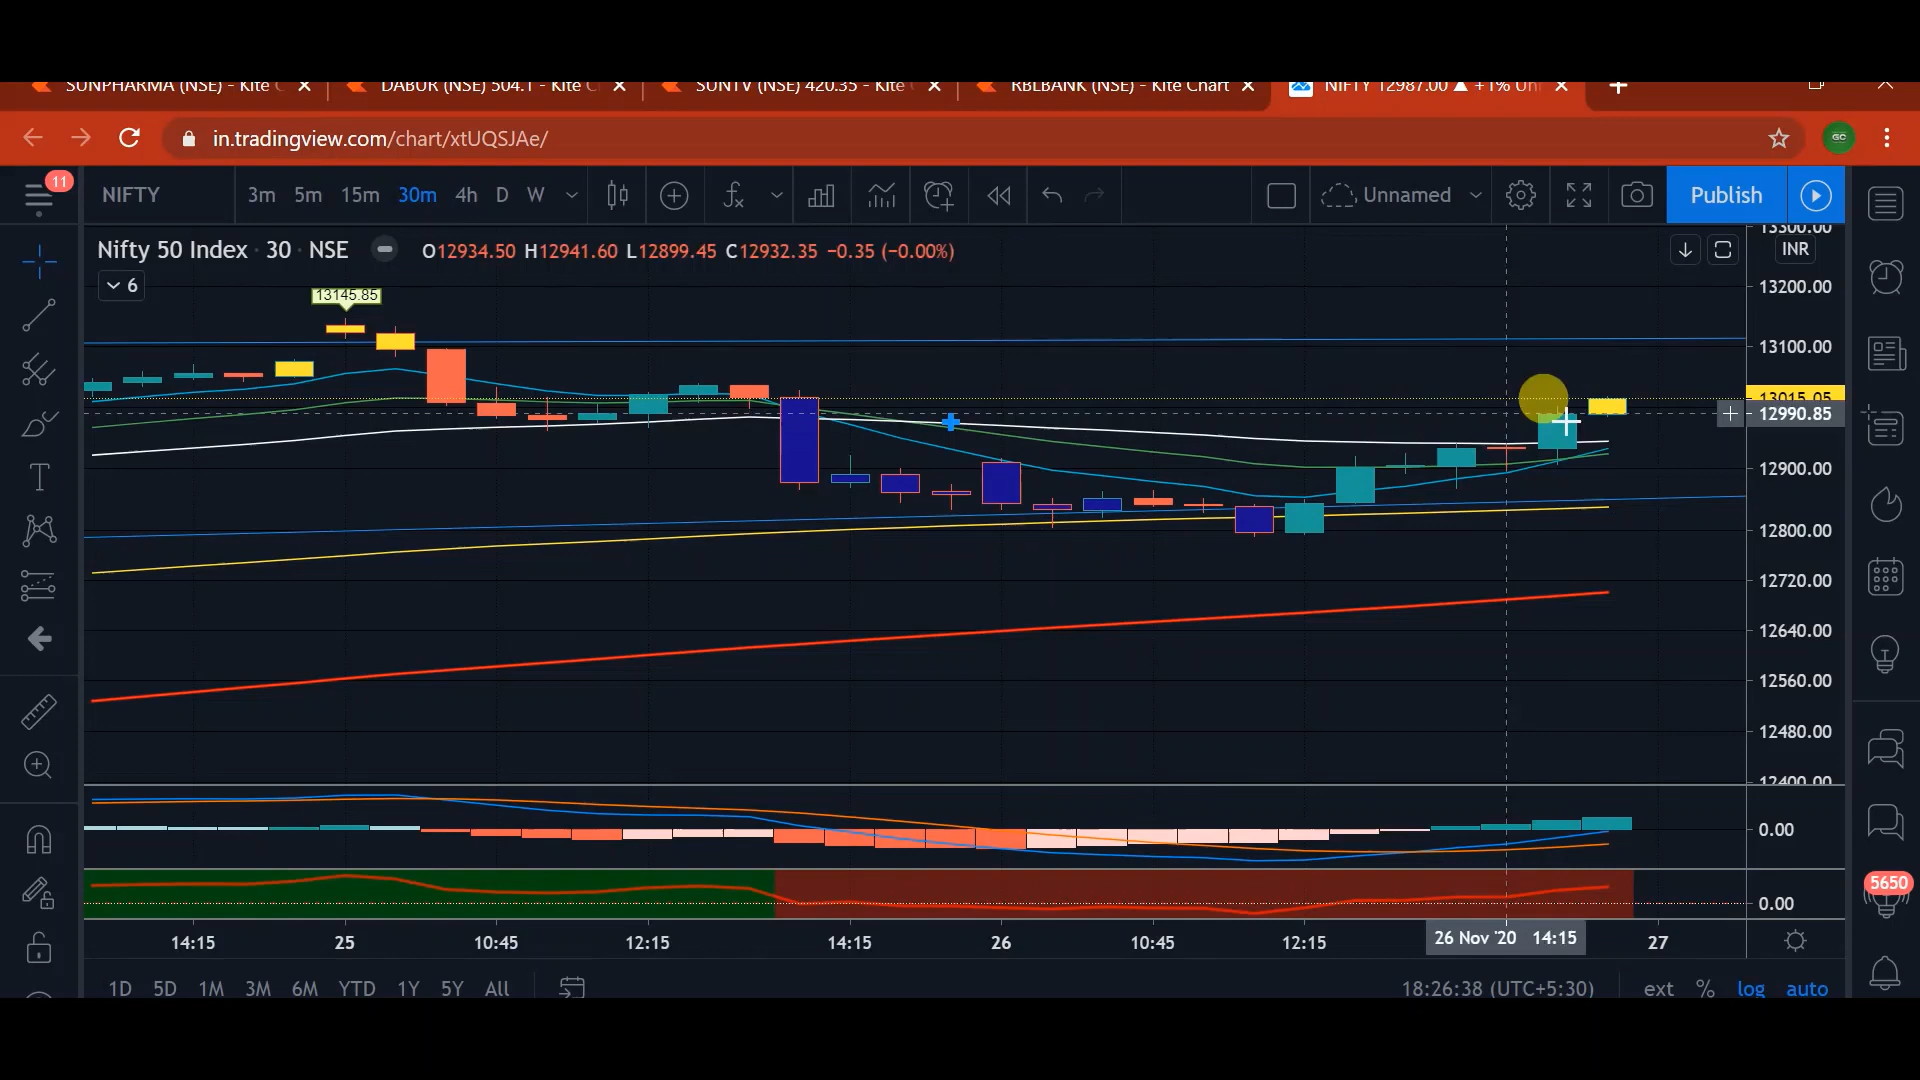 SUNPHARMA (NSE) - Kite C
DABUR (NSE) 504.1 - Kite C
SUNTV (NSE) 420.35 - Kite
RBLBANK (NSE) - Kite Chart
NIFTY 12987.00 ▲ +1% Un
GC
in.tradingview.com/chart/xtUQSJAe/
11
NIFTY
3m 5m 15m 30m 4h D W
Unnamed
Publish
Nifty 50 Index · 30 · NSE
O12934.50 H12941.60 L12899.45 C12932.35 −0.35 (−0.00%)
INR
6
13145.85
13300.00
13200.00
13100.00
13015.05
12990.85
12900.00
12800.00
12720.00
12640.00
12560.00
12480.00
12400.00
0.00
0.00
5650
14:15 25 10:45 12:15 14:15 26 10:45 12:15 26 Nov '20 14:15 27
1D 5D 1M 3M 6M YTD 1Y 5Y All
18:26:38 (UTC+5:30) ext % log auto